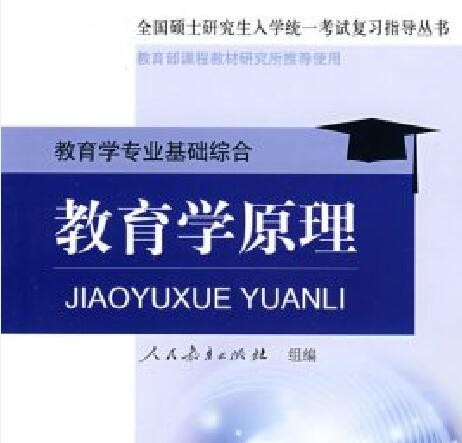 全国硕士研究生入学统一考试复习指导丛书
教育部课程教材研究所推荐使用
教育学专业基础综合
教育学原理
JIAOYUXUE YUANLI
人民教育出版社 组编